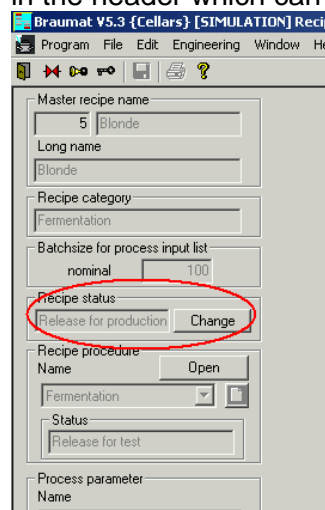 in the header which can
Braumat V5.3 {Cellars} [SIMULATION] Reci
Program File Edit Engineering Window He
Master recipe name
5 Blonde
Long name
Blonde
Recipe category
Fermentation
Batchsize for process input list
nominal 100
Recipe status
Release for production Change
Recipe procedure
Name Open
Fermentation
Status
Release for test
Process parameter
Name